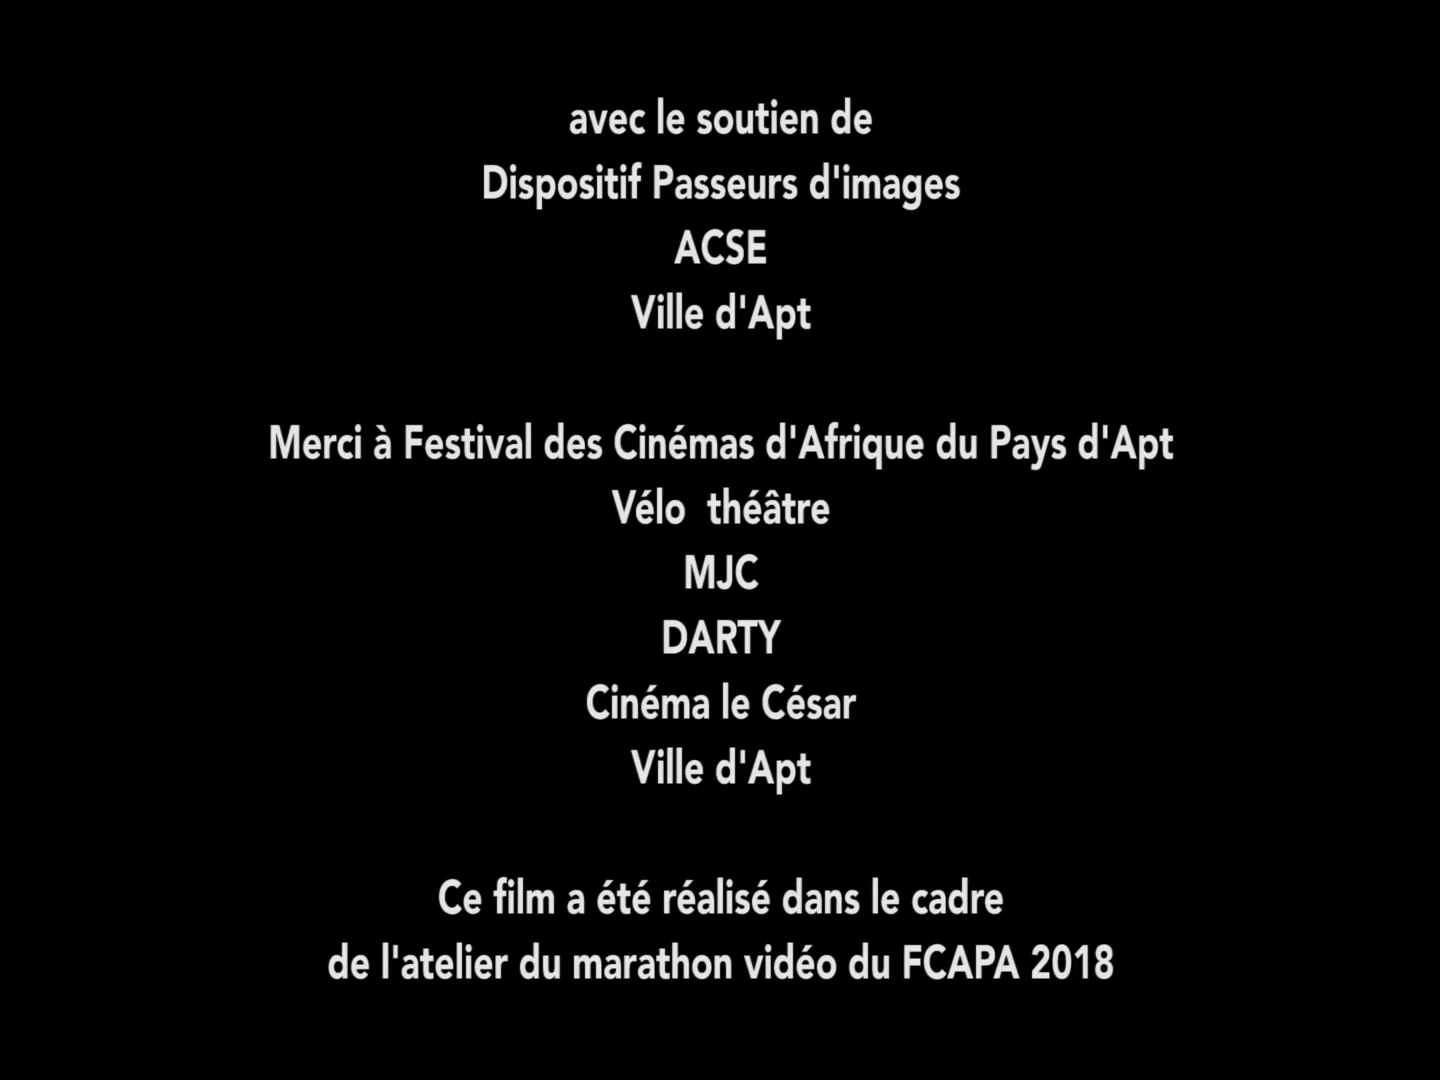 avec le soutien de
Dispositif Passeurs d'images
ACSE
Ville d'Apt
Merci à Festival des Cinémas d'Afrique du Pays d'Apt
Vélo  théâtre
MJC
DARTY
Cinéma le César
Ville d'Apt
Ce film a été réalisé dans le cadre
de l'atelier du marathon vidéo du FCAPA 2018